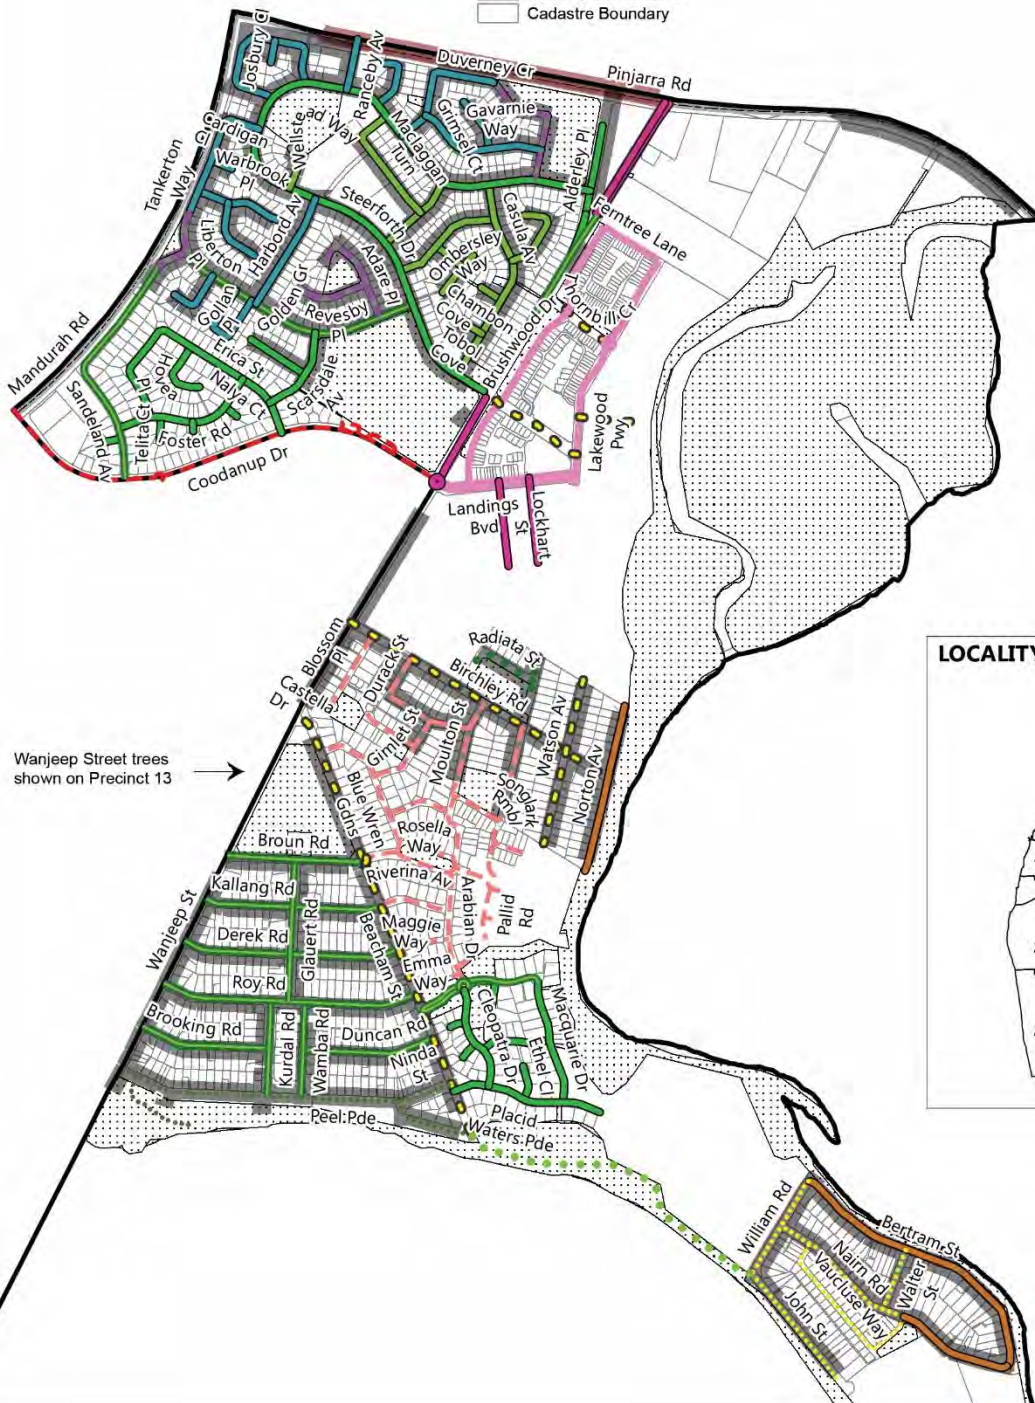 Cadastre Boundary
Josbury Cl
Ranceby Av
Duverney Cr
Pinjarra Rd
Gavarnie
Way
Grimsel Ct
Maclaggan
Turn
Wellste
ad Way
Cardigan
Cl
Warbrook
Pl
Tankerton
Way
Steerforth Dr
Alderley Pl
Ferntree Lane
Casula Av
Ombersley
Way
Harbord Av
Liberton
Pl
Adare Pl
Thornbill Cr
Chambon
Cove
Tobol
Cove
Brushwood Dr
Gollan
Golden Gr
Revesby
Pl
Mandurah Rd
Erica St
Scarsdale
Av
Hovea
Pl
Naya Ct
Sandeland Av
Telita Ct
Foster Rd
Lakewood
Pwy
Coodanup Dr
Landings
Bvd
Lockhart
St
Blossom
Pl
Radiata St
Durack St
Birchley Rd
Castella
Dr
LOCALITY
Gimlet St
Moulton St
Watson Av
Norton Av
Wanjeep Street trees
shown on Precinct 13
Blue Wren
Gdns
Songlark
Rmbl
Rosella
Way
Broun Rd
Riverina Av
Kallang Rd
Arabian Dr
Pallid
Rd
Glauert Rd
Maggie
Way
Derek Rd
Beacham St
Wanjeep St
Emma
Way
Roy Rd
Macquarie Dr
Cleopatra Dr
Brooking Rd
Kurdal Rd
Wamba Rd
Duncan Rd
Ethel Cl
Ninda
St
Peel Pde
Placid
Waters Pde
William Rd
Bertram St
Nairn Rd
Walter
St
Vaucluse Way
John St